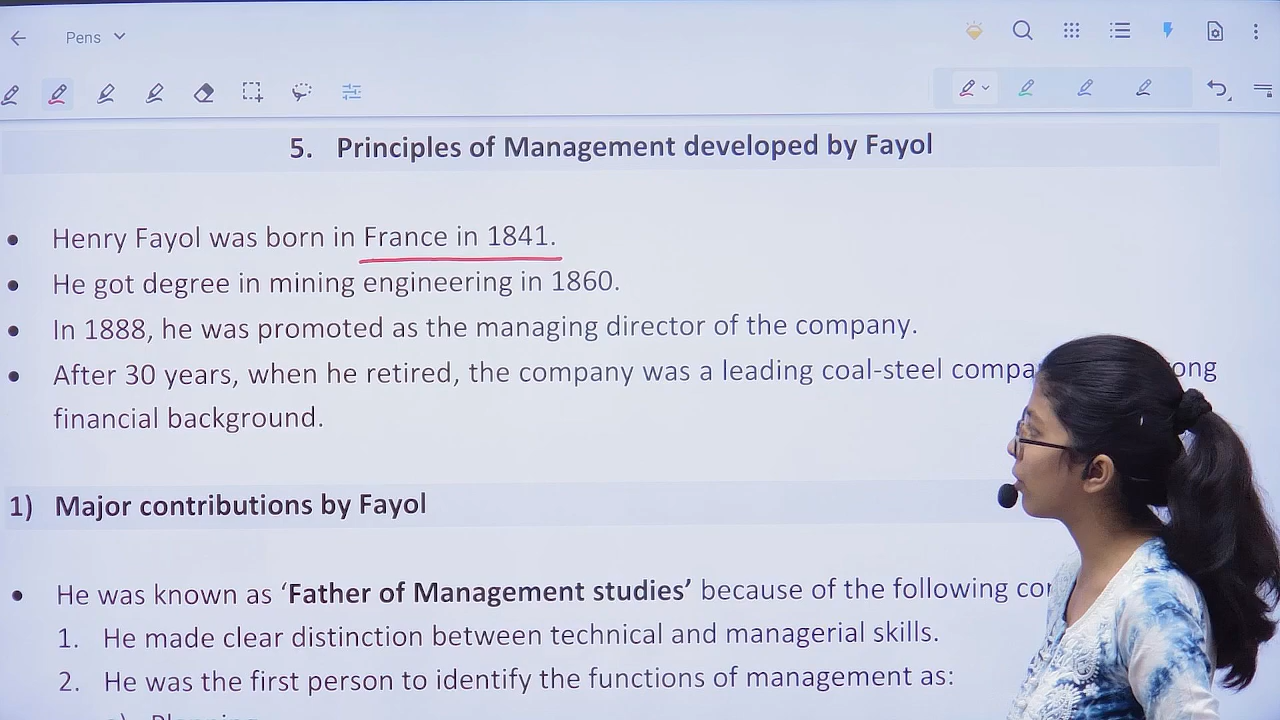 Pens
5. Principles of Management developed by Fayol
Henry Fayol was born in France in 1841.
He got degree in mining engineering in 1860.
In 1888, he was promoted as the managing director of the company.
After 30 years, when he retired, the company was a leading coal-steel
financial background.
1) Major contributions by Fayol
He was known as ‘Father of Management studies’ because of the following
1. He made clear distinction between technical and managerial skills.
2. He was the first person to identify the functions of management as: